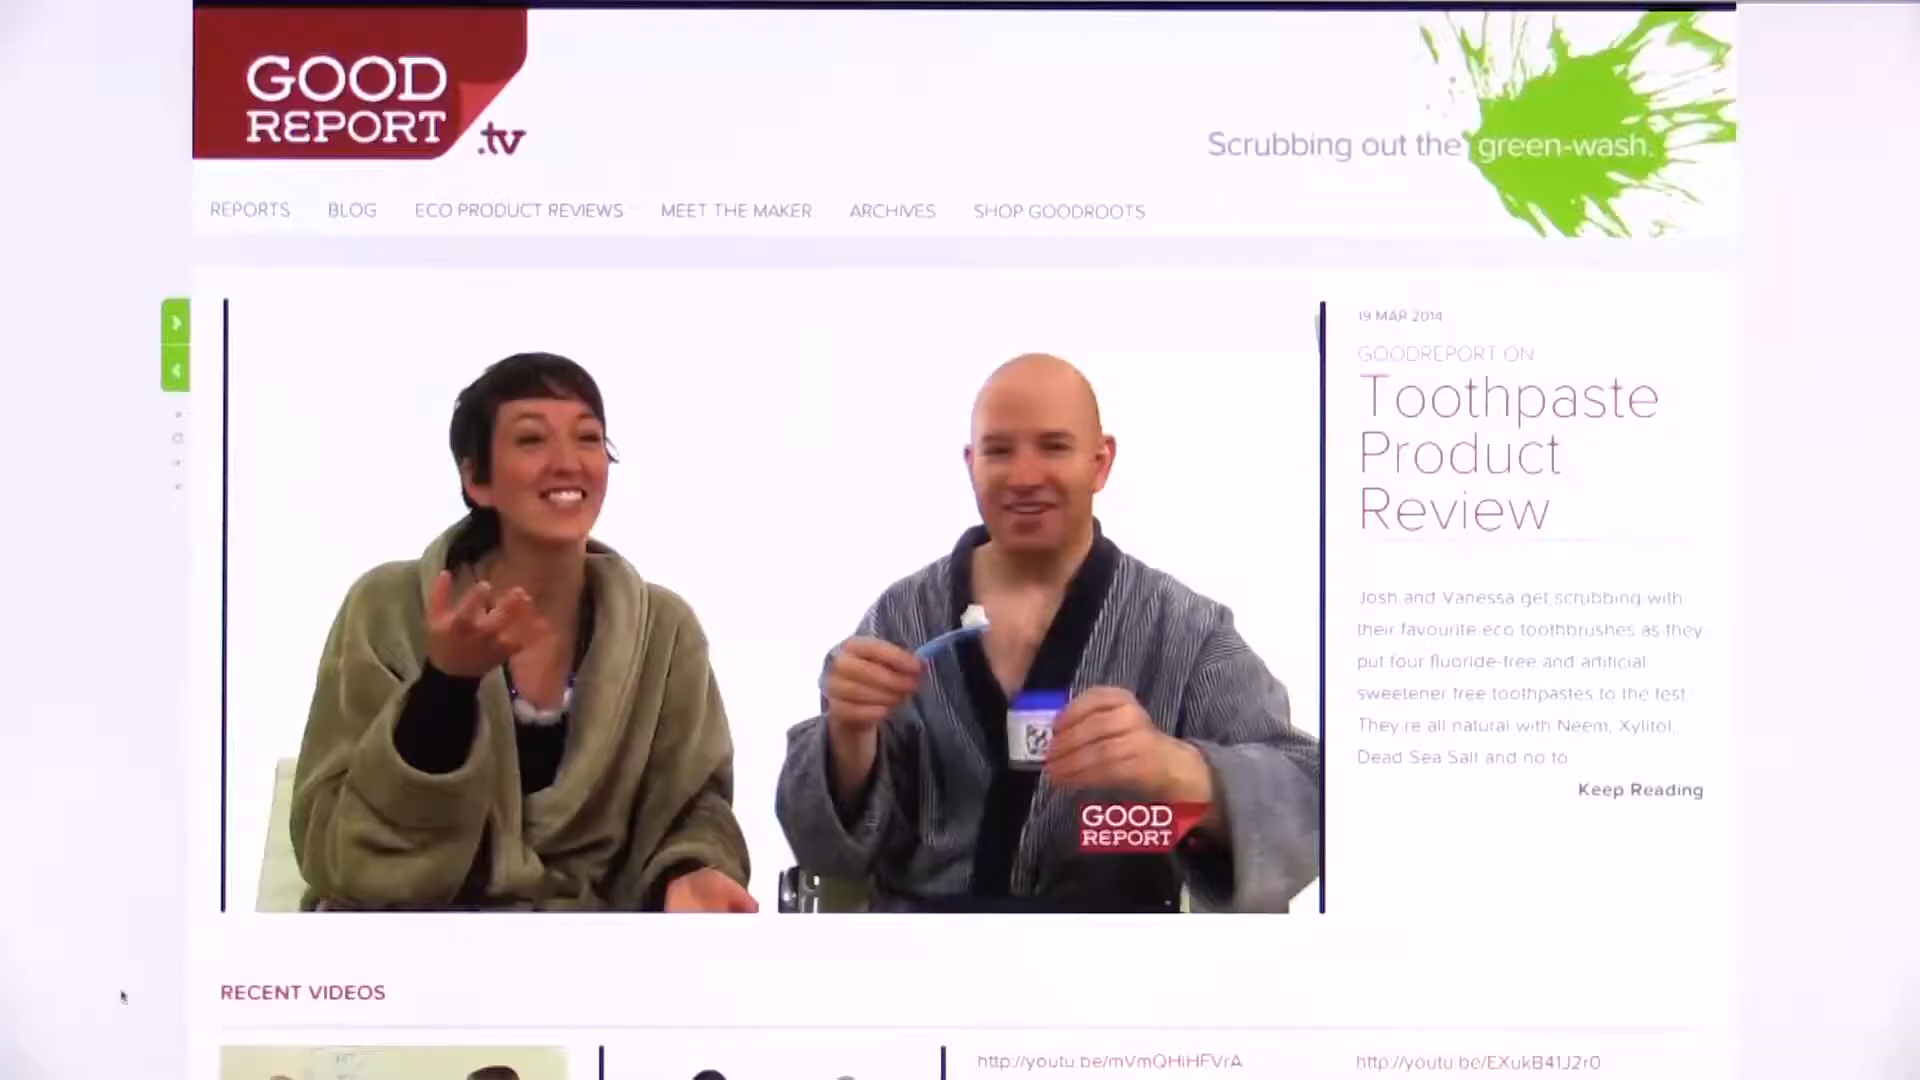 GOOD
REPORT
.tv
Scrubbing out the green-wash.
REPORTS BLOG ECO PRODUCT REVIEWS MEET THE MAKER ARCHIVES SHOP GOODROOTS
19 MAR 2014
GOODREPORT ON
Toothpaste
Product
Review
Josh and Vanessa get scrubbing with
their favourite eco toothbrushes as they
put four fluoride-free and artificial
sweetener free toothpastes to the test.
They're all natural with Neem, Xylitol,
Dead Sea Salt and no to
Keep Reading
GOOD
REPORT
RECENT VIDEOS
http://youtu.be/mVmQHiHFVrA
http://youtu.be/EXukB41J2r0